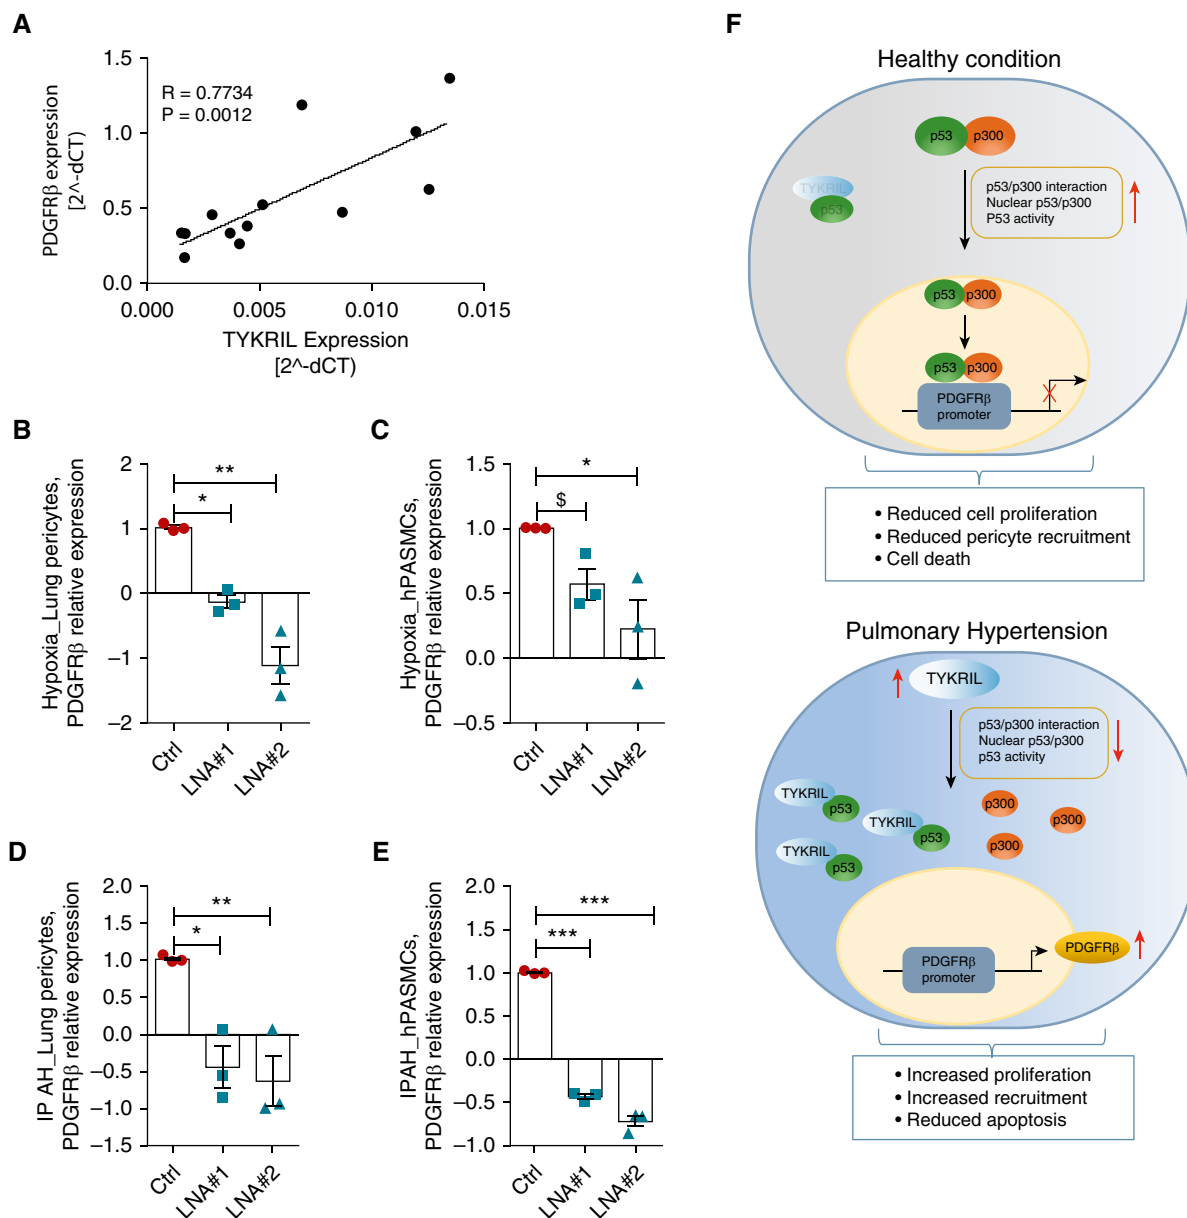 A
PDGFRβ expression
[2^-dCT)
1.5
1.0
0.5
0.0
R = 0.7734
P = 0.0012
0.000
0.005
0.010
0.015
TYKRIL Expression
[2^-dCT)
B
Hypoxia_Lung pericytes,
PDGFRβ relative expression
2
1
0
−1
−2
**
*
Ctrl
LNA#1
LNA#2
C
Hypoxia_hPASMCs,
PDGFRβ relative expression
1.5
1.0
0.5
0.0
−0.5
*
$
Ctrl
LNA#1
LNA#2
D
IP AH_Lung pericytes,
PDGFRβ relative expression
2.0
1.5
1.0
0.5
0.0
−0.5
−1.0
−1.5
**
*
Ctrl
LNA#1
LNA#2
E
IPAH_hPASMCs,
PDGFRβ relative expression
2.0
1.5
1.0
0.5
0.0
−0.5
−1.0
***
***
Ctrl
LNA#1
LNA#2
F
Healthy condition
p53
p300
TYKRIL
p53
p53/p300 interaction
Nuclear p53/p300
P53 activity
p53
p300
p53
p300
PDGFRβ
promoter
• Reduced cell proliferation
• Reduced pericyte recruitment
• Cell death
Pulmonary Hypertension
TYKRIL
p53/p300 interaction
Nuclear p53/p300
p53 activity
TYKRIL
p53
TYKRIL
p53
TYKRIL
p53
p300
p300
p300
PDGFRβ
promoter
PDGFRβ
• Increased proliferation
• Increased recruitment
• Reduced apoptosis